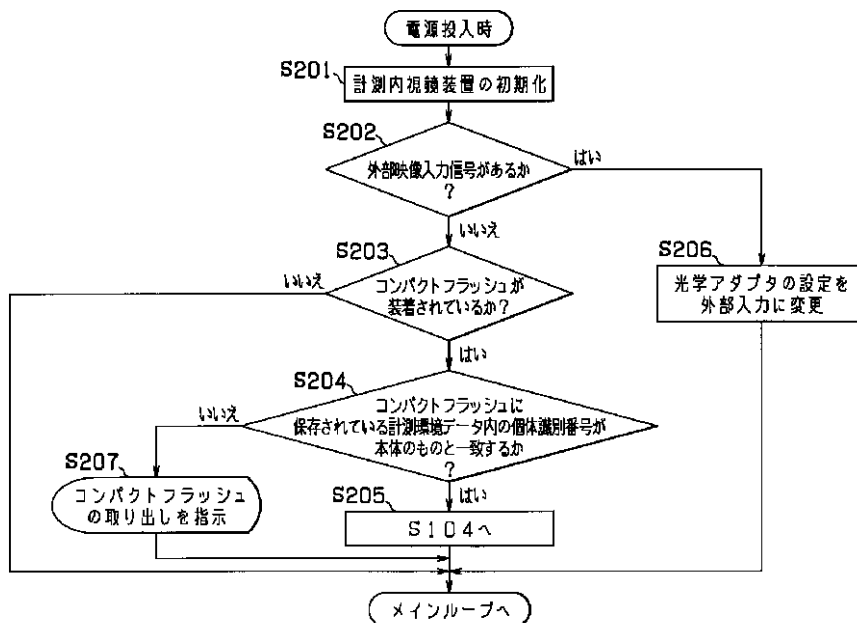 電源投入時
S201
計測内視鏡装置の初期化
S202
外部映像入力信号があるか
?
はい
いいえ
S203
コンパクトフラッシュが
装着されているか?
いいえ
はい
S206
光学アダプタの設定を
外部入力に変更
S204
コンパクトフラッシュに
保存されている計測環境データ内の個体識別番号が
本体のものと一致するか
?
いいえ
はい
S207
コンパクトフラッシュ
の取り出しを指示
S205
S104へ
メインループへ